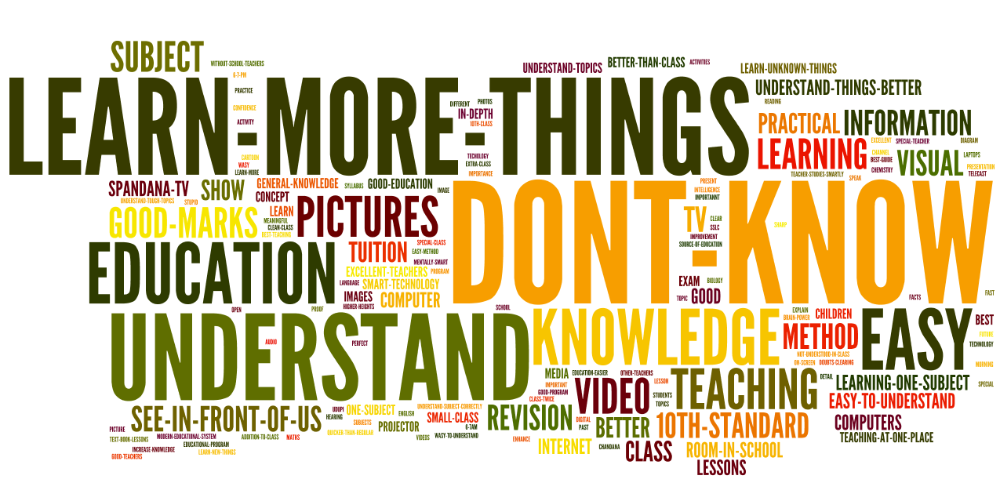 SUBJECT
WITHOUT-SCHOOL-TEACHERS
6-7-PM
PRACTICE
CONFIDENCE
ACTIVITY
CARTOON
WASY
LEARN-MORE
UNDERSTAND-TOPICS
BETTER-THAN-CLASS
ACTIVITIES
LEARN-UNKNOWN-THINGS
UNDERSTAND-THINGS-BETTER
READING
LEARN-MORE-THINGS
DIFFERENT
PHOTOS
IN-DEPTH
10TH-CLASS
TECHOLOGY
EXTRA-CLASS
IMPORTANCE
PRACTICAL
INFORMATION
LEARNING
EXCELLENT
SPECIAL-TEACHER
DIAGRAM
CHANNEL
BEST-GUIDE
CHEMISTRY
VISUAL
LAPTOPS
PRESENTATION
TELECAST
TEACHER-STUDIES-SMARTLY
SPEAK
SPANDANA-TV
SHOW
GENERAL-KNOWLEDGE
SYLLABUS
GOOD-EDUCATION
IMAGE
UNDERSTAND-TOUGH-TOPICS
STUPID
CONCEPT
GOOD-MARKS
LEARN
MEANINGFUL
CLEAN-CLASS
BEST-TEACHING
PICTURES
PRESENT
INTELLIGENCE
IMPORTANNT
TV
CLEAR
SSLC
IMPROVEMENT
SOURCE-OF-EDUCATION
SHARP
DONT-KNOW
EDUCATION
TUITION
SPECIAL-CLASS
EASY-METHOD
MENTALLY-SMART
EXCELLENT-TEACHERS
PROGRAM
LANGUAGE
SMART-TECHNOLOGY
IMAGES
HIGHER-HEIGHTS
COMPUTER
EXAM
BIOLOGY
TOPIC
GOOD
FACTS
FAST
OPEN
PROOF
SCHOOL
UNDERSTAND
AUDIO
PERFECT
KNOWLEDGE
EXPLAIN
BRAIN-POWER
CHILDREN
METHOD
NOT-UNDERSTOOD-IN-CLASS
ON-SCREEN
DOUBTS-CLEARING
EASY
BEST
FUTURE
TECHNOLOGY
MORNING
MEDIA
EDUCATION-EASIER
OTHER-TEACHERS
IMPORTANT
GOOD-PROGRAM
CLASS-TWICE
VIDEO
LESSON
STUDENTS
TOPICS
TEACHING
DETAIL
LEARNING-ONE-SUBJECT
SPECIAL
EASY-TO-UNDERSTAND
SEE-IN-FRONT-OF-US
UDUPI
HEARING
ONE-SUBJECT
ENGLISH
UNDERSTAND-SUBJECT-CORRECTLY
SUBJECTS
PROJECTOR
SMALL-CLASS
6-7AM
REVISION
DIGITAL
PAST
BETTER
10TH-STANDARD
COMPUTERS
TEACHING-AT-ONE-PLACE
PICTURE
TEXT-BOOK-LESSONS
MODERN-EDUCATIONAL-SYSTEM
ADDITION-TO-CLASS
MATHS
QUICKER-THAN-REGULAR
VIDEOS
WASY-TO-UNDERSTAND
EDUCATIONAL-PROGRAM
INCREASE-KNOWLEDGE
LEARN-NEW-THINGS
GOOD-TEACHERS
ENHANCE
INTERNET
CHANDANA
CLASS
ROOM-IN-SCHOOL
LESSONS